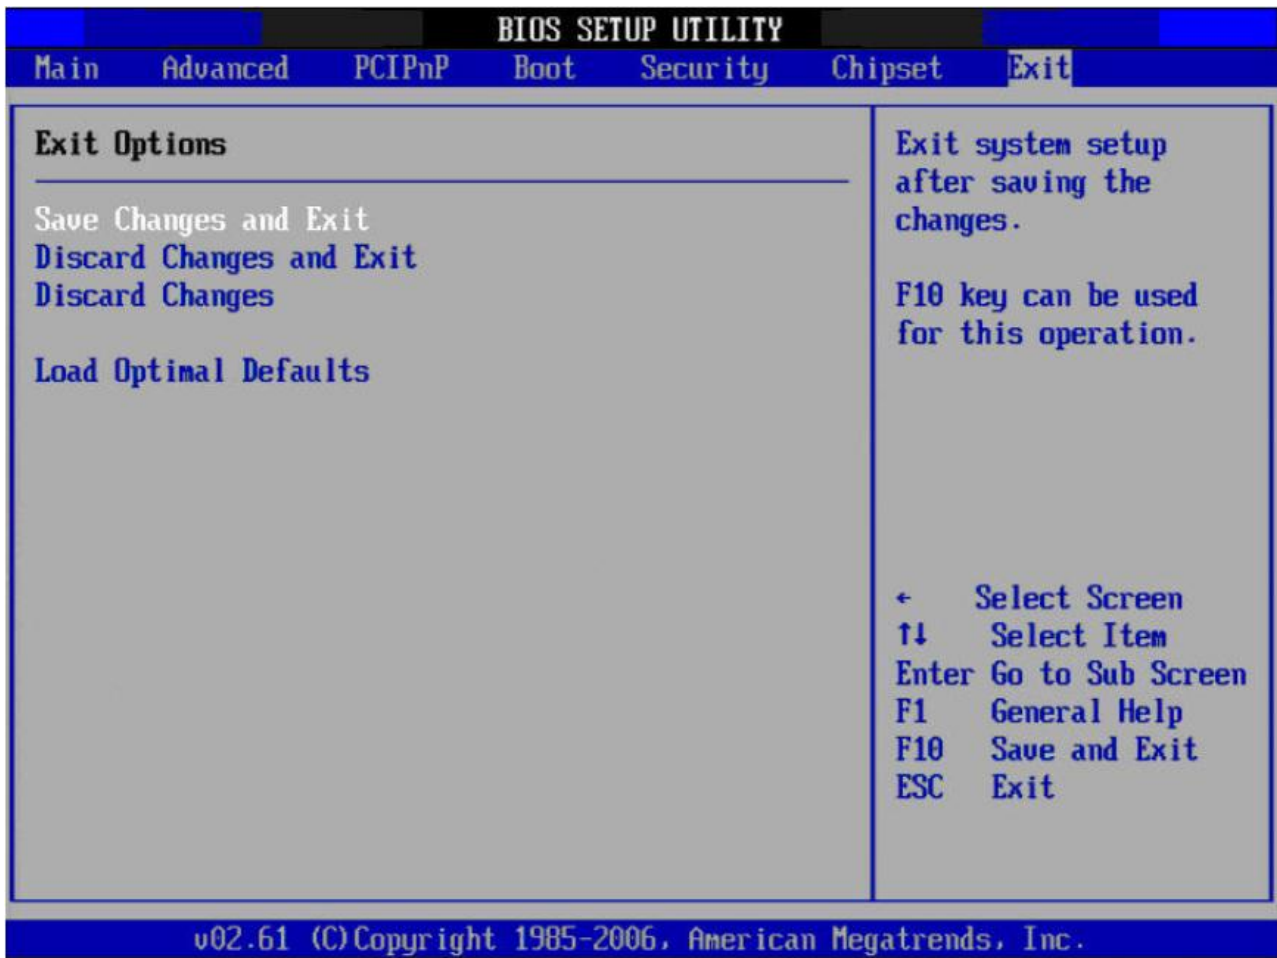 BIOS SETUP UTILITY
Main Advanced PCIPnP Boot Security Chipset Exit
Exit Options
Save Changes and Exit
Discard Changes and Exit
Discard Changes
Load Optimal Defaults
Exit system setup
after saving the
changes.
F10 key can be used
for this operation.
← Select Screen
↑↓ Select Item
Enter Go to Sub Screen
F1 General Help
F10 Save and Exit
ESC Exit
v02.61 (C)Copyright 1985-2006, American Megatrends, Inc.